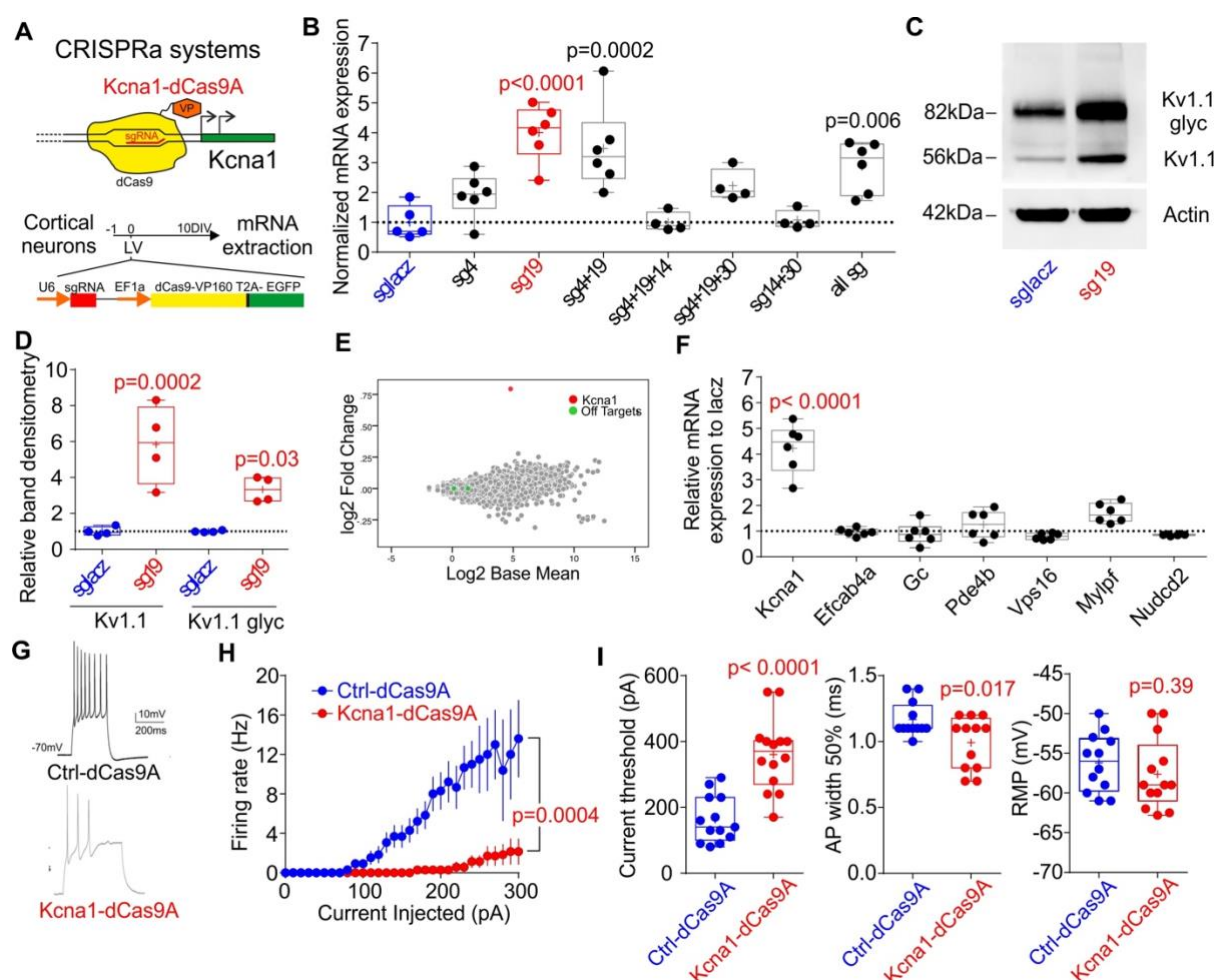 A
CRISPRa systems
Kcna1-dCas9A
VP
sgRNA
Kcna1
dCas9
Cortical neurons
-1 0 10DIV
LV
mRNA extraction
U6 sgRNA EF1a dCas9-VP160 T2A- EGFP
B
Normalized mRNA expression
7
6
5
4
3
2
1
0
p<0.0001
p=0.0002
p=0.006
sglacz
sg4
sg19
sg4+19
sg4+19+14
sg4+19+30
sg14+30
all sg
C
82kDa
56kDa
42kDa
Kv1.1 glyc
Kv1.1
Actin
sglacz
sg19
D
Relative band densitometry
10
8
6
4
2
0
p=0.0002
p=0.03
sglacz
sg19
sglacz
sg19
Kv1.1
Kv1.1 glyc
E
log2 Fold Change
.75
.50
.25
.00
-.25
Kcna1
Off Targets
-5 0 5 10 15
Log2 Base Mean
F
Relative mRNA
expression to lacz
7
6
5
4
3
2
1
0
p< 0.0001
Kcna1
Efcab4a
Gc
Pde4b
Vps16
Mylpf
Nudcd2
G
-70mV
10mV
200ms
Ctrl-dCas9A
Kcna1-dCas9A
H
Firing rate (Hz)
20
16
12
8
4
0
Ctrl-dCas9A
Kcna1-dCas9A
p=0.0004
0 100 200 300
Current Injected (pA)
I
Current threshold (pA)
600
400
200
0
p< 0.0001
Ctrl-dCas9A
Kcna1-dCas9A
AP width 50% (ms)
1.5
1.0
0.5
0.0
p=0.017
Ctrl-dCas9A
Kcna1-dCas9A
RMP (mV)
-45
-50
-55
-60
-65
-70
p=0.39
Ctrl-dCas9A
Kcna1-dCas9A